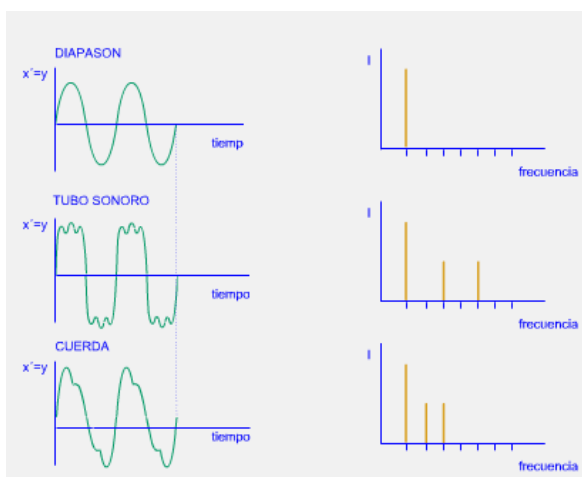 DIAPASON
x´=y
tiemp
I
frecuencia
TUBO SONORO
x´=y
tiempo
I
frecuencia
CUERDA
x´=y
tiempo
I
frecuencia